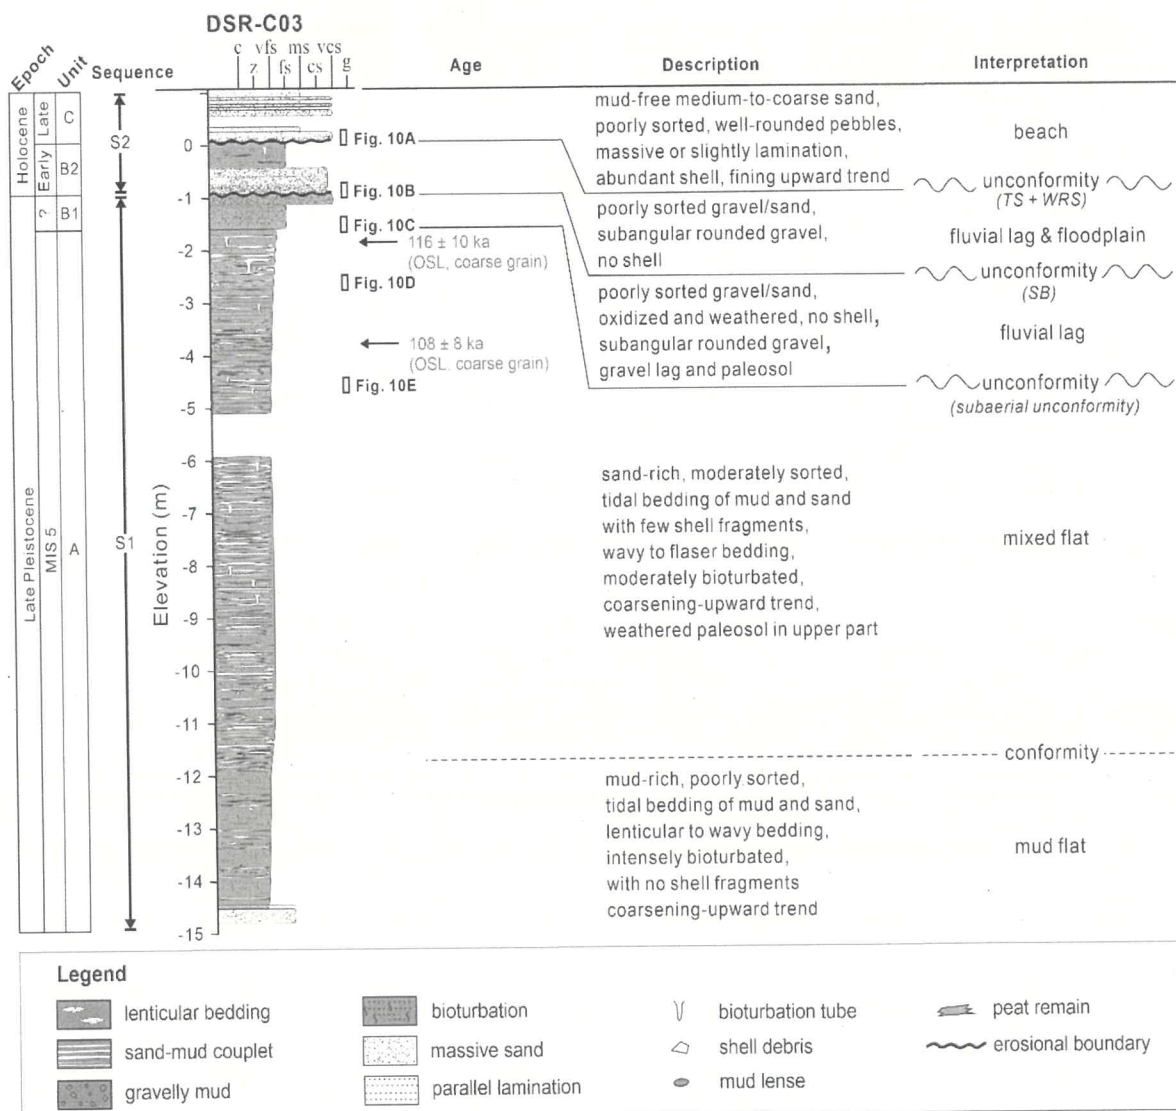 DSR-C03
c vfs ms vcs
z fs cs g
Epoch Unit Sequence Age Description Interpretation
Holocene
Late
Early
C
B2
S2
?
B1
Late Pleistocene
MIS 5
A
S1
Elevation (m)
0
-1
-2
-3
-4
-5
-6
-7
-8
-9
-10
-11
-12
-13
-14
-15
Fig. 10A
Fig. 10B
Fig. 10C
Fig. 10D
Fig. 10E
116 ± 10 ka
(OSL, coarse grain)
108 ± 8 ka
(OSL, coarse grain)
mud-free medium-to-coarse sand,
poorly sorted, well-rounded pebbles,
massive or slightly lamination,
abundant shell, fining upward trend
beach
unconformity
(TS + WRS)
poorly sorted gravel/sand,
subangular rounded gravel,
no shell
fluvial lag & floodplain
unconformity
(SB)
poorly sorted gravel/sand,
oxidized and weathered, no shell,
subangular rounded gravel,
gravel lag and paleosol
fluvial lag
unconformity
(subaerial unconformity)
sand-rich, moderately sorted,
tidal bedding of mud and sand
with few shell fragments,
wavy to flaser bedding,
moderately bioturbated,
coarsening-upward trend,
weathered paleosol in upper part
mixed flat
conformity
mud-rich, poorly sorted,
tidal bedding of mud and sand,
lenticular to wavy bedding,
intensely bioturbated,
with no shell fragments
coarsening-upward trend
mud flat
Legend
lenticular bedding
sand-mud couplet
gravelly mud
bioturbation
massive sand
parallel lamination
bioturbation tube
shell debris
mud lense
peat remain
erosional boundary